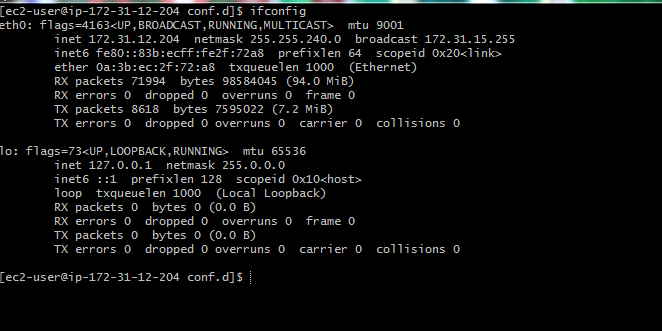 [ec2-user@ip-172-31-12-204 conf.d]$ ifconfig
eth0: flags=4163<UP,BROADCAST,RUNNING,MULTICAST>  mtu 9001
        inet 172.31.12.204  netmask 255.255.240.0  broadcast 172.31.15.255
        inet6 fe80::83b:ecff:fe2f:72a8  prefixlen 64  scopeid 0x20<link>
        ether 0a:3b:ec:2f:72:a8  txqueuelen 1000  (Ethernet)
        RX packets 71994  bytes 98584045 (94.0 MiB)
        RX errors 0  dropped 0  overruns 0  frame 0
        TX packets 8618  bytes 7595022 (7.2 MiB)
        TX errors 0  dropped 0 overruns 0  carrier 0  collisions 0

lo: flags=73<UP,LOOPBACK,RUNNING>  mtu 65536
        inet 127.0.0.1  netmask 255.0.0.0
        inet6 ::1  prefixlen 128  scopeid 0x10<host>
        loop  txqueuelen 1000  (Local Loopback)
        RX packets 0  bytes 0 (0.0 B)
        RX errors 0  dropped 0  overruns 0  frame 0
        TX packets 0  bytes 0 (0.0 B)
        TX errors 0  dropped 0 overruns 0  carrier 0  collisions 0

[ec2-user@ip-172-31-12-204 conf.d]$